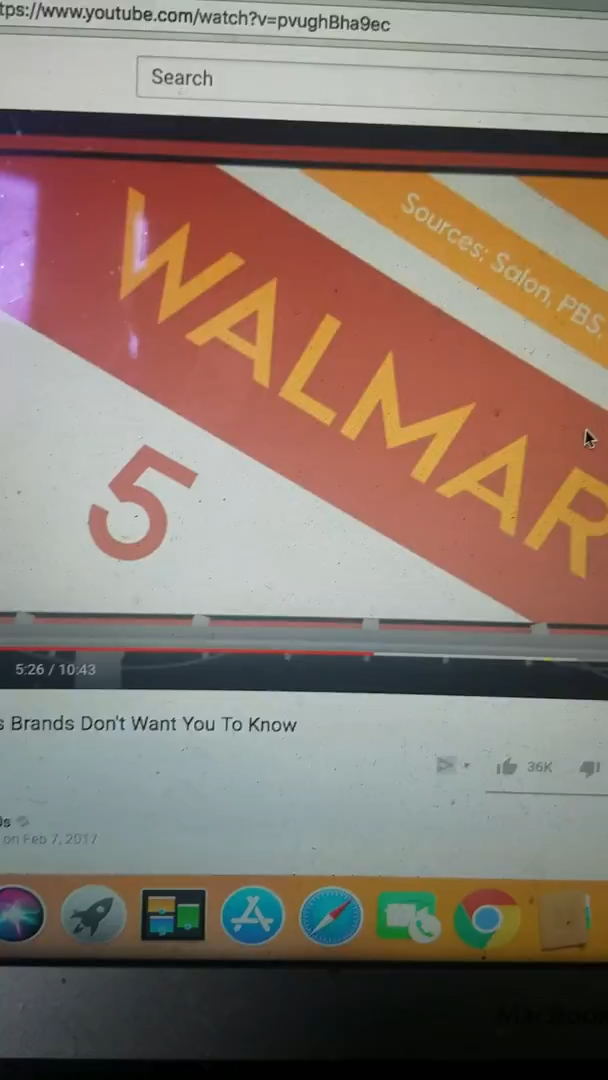 tps://www.youtube.com/watch?v=pvughBha9ec
Search
Sources: Salon, PBS,
WALMAR
5
5:26 / 10:43
s Brands Don't Want You To Know
36K
0s
on Feb 7, 2017